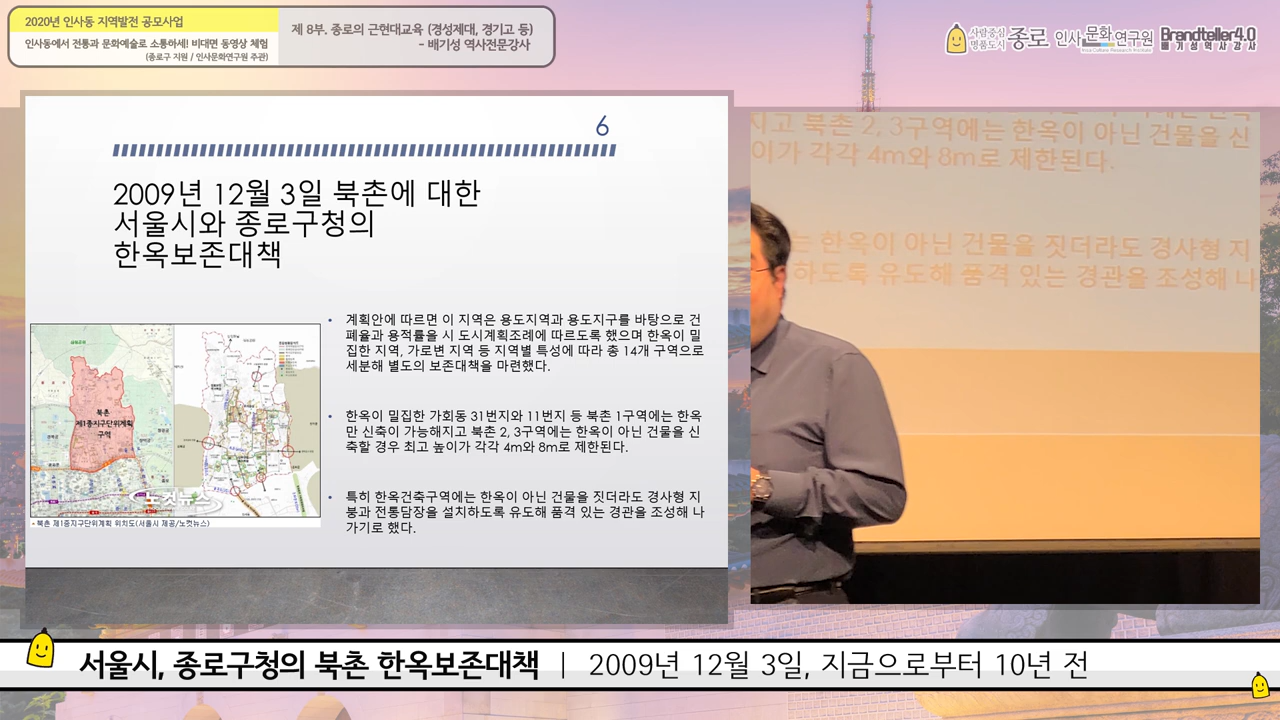 2020년 인사동 지역발전 공모사업
인사동에서 전통과 문화예술로 소통하세! 비대면 동영상 체험
(종로구 지원 / 인사문화연구원 주관)
제 8부. 종로의 근현대교육 (경성제대, 경기고 등)
- 배기성 역사전문강사
사람중심
명품도시
종로
인사문화연구원
Insa Culture Research Institute
Brandteller4.0
배기성역사강사
6
2009년 12월 3일 북촌에 대한
서울시와 종로구청의
한옥보존대책
• 계획안에 따르면 이 지역은 용도지역과 용도지구를 바탕으로 건
폐율과 용적률을 시 도시계획조례에 따르도록 했으며 한옥이 밀
집한 지역, 가로변 지역 등 지역별 특성에 따라 총 14개 구역으로
세분해 별도의 보존대책을 마련했다.
• 한옥이 밀집한 가회동 31번지와 11번지 등 북촌 1구역에는 한옥
만 신축이 가능해지고 북촌 2, 3구역에는 한옥이 아닌 건물을 신
축할 경우 최고 높이가 각각 4m와 8m로 제한된다.
• 특히 한옥건축구역에는 한옥이 아닌 건물을 짓더라도 경사형 지
붕과 전통담장을 설치하도록 유도해 품격 있는 경관을 조성해 나
가기로 했다.
북촌
제1종지구단위계획
구역
노컷뉴스
북촌 제1종지구단위계획 위치도(서울시 제공/노컷뉴스)
지고 북촌 2, 3구역에는 한옥이 아닌 건물을 신
이가 각각 4m와 8m로 제한된다.
는 한옥이 아닌 건물을 짓더라도 경사형 지
하도록 유도해 품격 있는 경관을 조성해 나
서울시, 종로구청의 북촌 한옥보존대책 | 2009년 12월 3일, 지금으로부터 10년 전